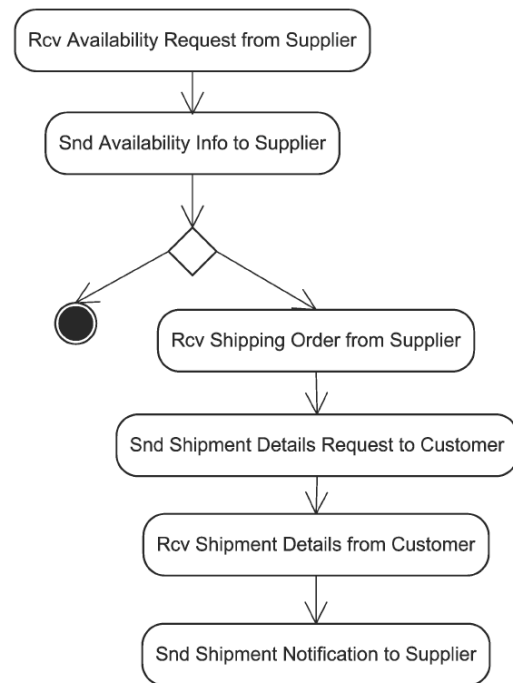 Rcv Availability Request from Supplier
Snd Availability Info to Supplier
Rcv Shipping Order from Supplier
Snd Shipment Details Request to Customer
Rcv Shipment Details from Customer
Snd Shipment Notification to Supplier